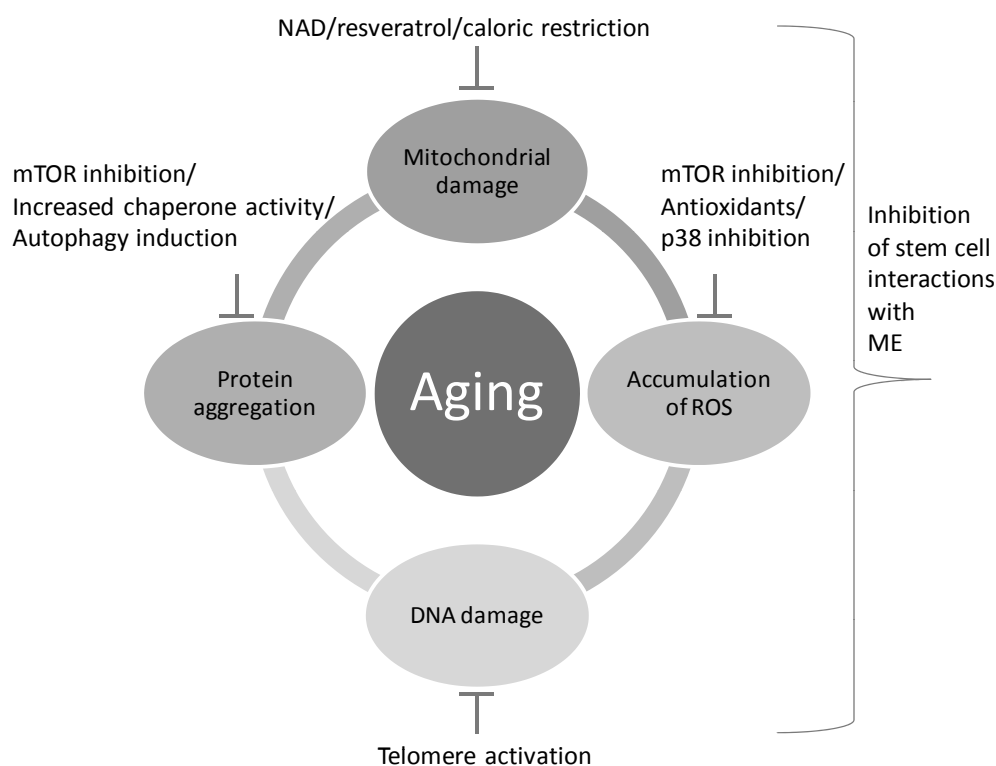 NAD/resveratrol/caloric restriction
Mitochondrial
damage
mTOR inhibition/
Increased chaperone activity/
Autophagy induction
mTOR inhibition/
Antioxidants/
p38 inhibition
Inhibition
of stem cell
interactions
with
ME
Protein
aggregation
Aging
Accumulation
of ROS
DNA damage
Telomere activation